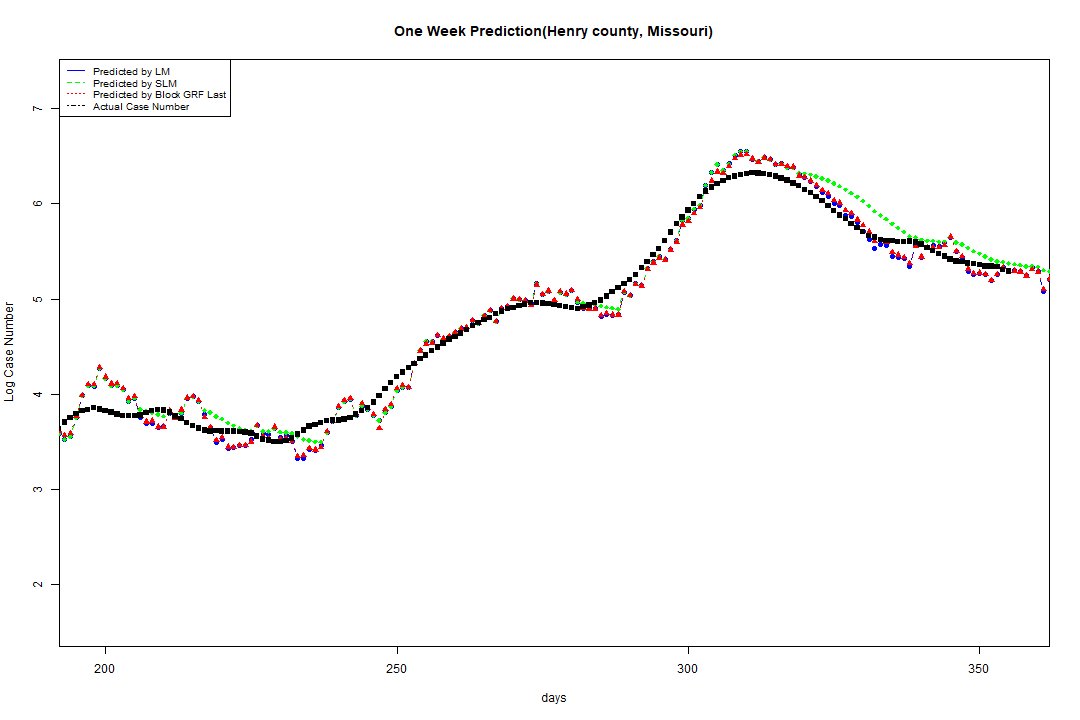 One Week Prediction(Henry county, Missouri)
Predicted by LM
Predicted by SLM
Predicted by Block GRF Last
Actual Case Number
7
6
5
4
3
2
Log Case Number
200 250 300 350
days